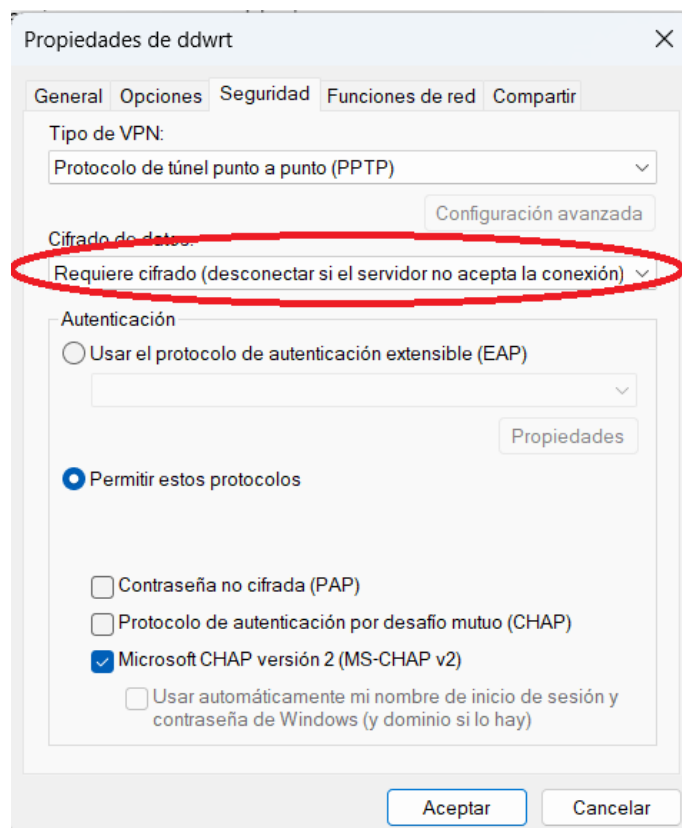 Propiedades de ddwrt
General Opciones Seguridad Funciones de red Compartir
Tipo de VPN:
Protocolo de túnel punto a punto (PPTP)
Configuración avanzada
Cifrado de datos:
Requiere cifrado (desconectar si el servidor no acepta la conexión)
Autenticación
Usar el protocolo de autenticación extensible (EAP)
Propiedades
Permitir estos protocolos
Contraseña no cifrada (PAP)
Protocolo de autenticación por desafío mutuo (CHAP)
Microsoft CHAP versión 2 (MS-CHAP v2)
Usar automáticamente mi nombre de inicio de sesión y
contraseña de Windows (y dominio si lo hay)
Aceptar Cancelar